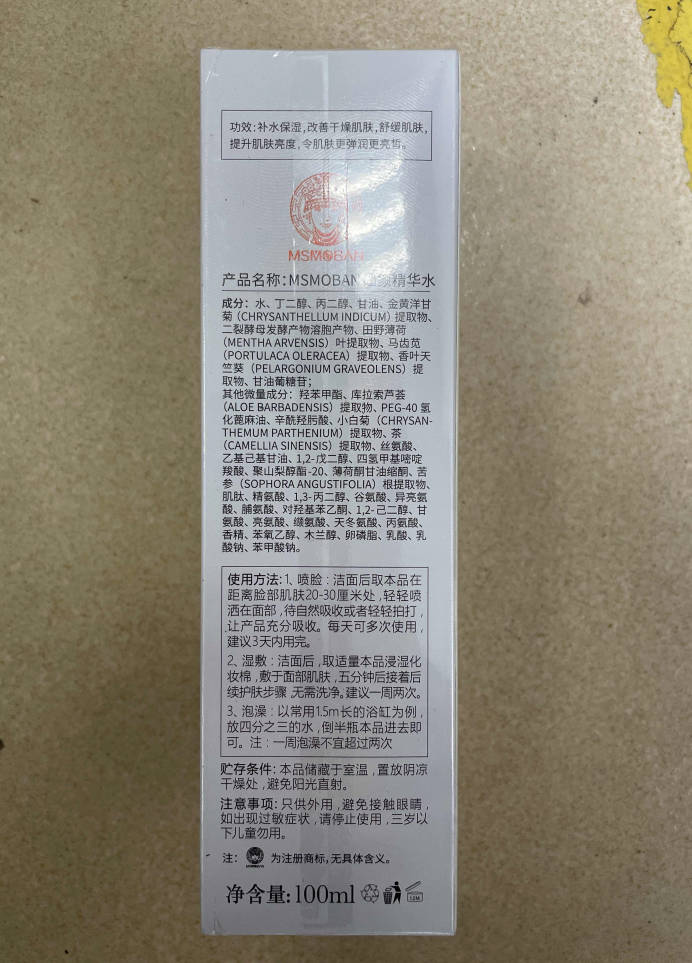 功效:补水保湿,改善干燥肌肤,舒缓肌肤,
提升肌肤亮度,令肌肤更弹润更亮皙。
MSMOBAN
产品名称:MSMOBAN 精华水
成分:水、丁二醇、丙二醇、甘油、金黄洋甘
菊(CHRYSANTHELLUM INDICUM)提取物、
二裂酵母发酵产物溶胞产物、田野薄荷
(MENTHA ARVENSIS)叶提取物、马齿苋
(PORTULACA OLERACEA)提取物、香叶天
竺葵(PELARGONIUM GRAVEOLENS)提
取物、甘油葡糖苷;
其他微量成分:羟苯甲酯、库拉索芦荟
(ALOE BARBADENSIS)提取物、PEG-40 氢
化蓖麻油、辛酰羟肟酸、小白菊(CHRYSAN-
THEMUM PARTHENIUM)提取物、茶
(CAMELLIA SINENSIS)提取物、丝氨酸、
乙基己基甘油、1,2-戊二醇、四氢甲基嘧啶
羧酸、聚山梨醇酯-20、薄荷酮甘油缩酮、苦
参(SOPHORA ANGUSTIFOLIA)根提取物、
肌肽、精氨酸、1,3-丙二醇、谷氨酸、异亮氨
酸、脯氨酸、对羟基苯乙酮、1,2-己二醇、甘
氨酸、亮氨酸、缬氨酸、天冬氨酸、丙氨酸、
香精、苯氧乙醇、木兰醇、卵磷脂、乳酸、乳
酸钠、苯甲酸钠。
使用方法:1、喷脸:洁面后取本品在
距离脸部肌肤20-30厘米处,轻轻喷
洒在面部,待自然吸收或者轻轻拍打,
让产品充分吸收。每天可多次使用,
建议3天内用完。
2、湿敷:洁面后,取适量本品浸湿化
妆棉,敷于面部肌肤,五分钟后接着后
续护肤步骤,无需洗净。建议一周两次。
3、泡澡:以常用1.5m长的浴缸为例,
放四分之三的水,倒半瓶本品进去即
可。注:一周泡澡不宜超过两次
贮存条件:本品储藏于室温,置放阴凉
干燥处,避免阳光直射。
注意事项:只供外用,避免接触眼睛,
如出现过敏症状,请停止使用,三岁以
下儿童勿用。
注: 为注册商标,无具体含义。
净含量:100ml 12M